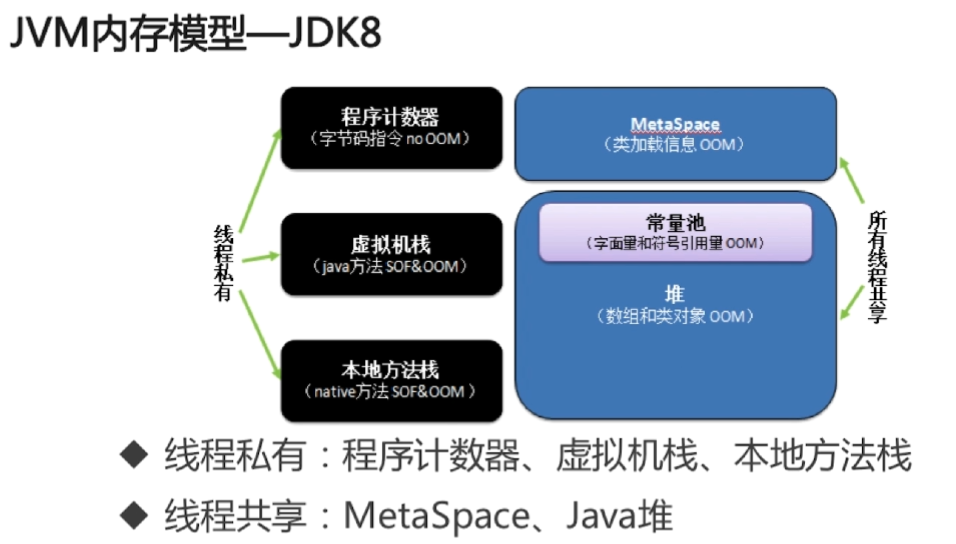 JVM内存模型—JDK8
程序计数器
（字节码指令 no OOM）
MetaSpace
（类加载信息 OOM）
线程私有
虚拟机栈
（java方法 SOF&OOM）
常量池
（字面量和符号引用量 OOM）
堆
（数组和类对象 OOM）
所有线程共享
本地方法栈
（native方法 SOF&OOM ）
◆ 线程私有：程序计数器、虚拟机栈、本地方法栈
◆ 线程共享：MetaSpace、Java堆